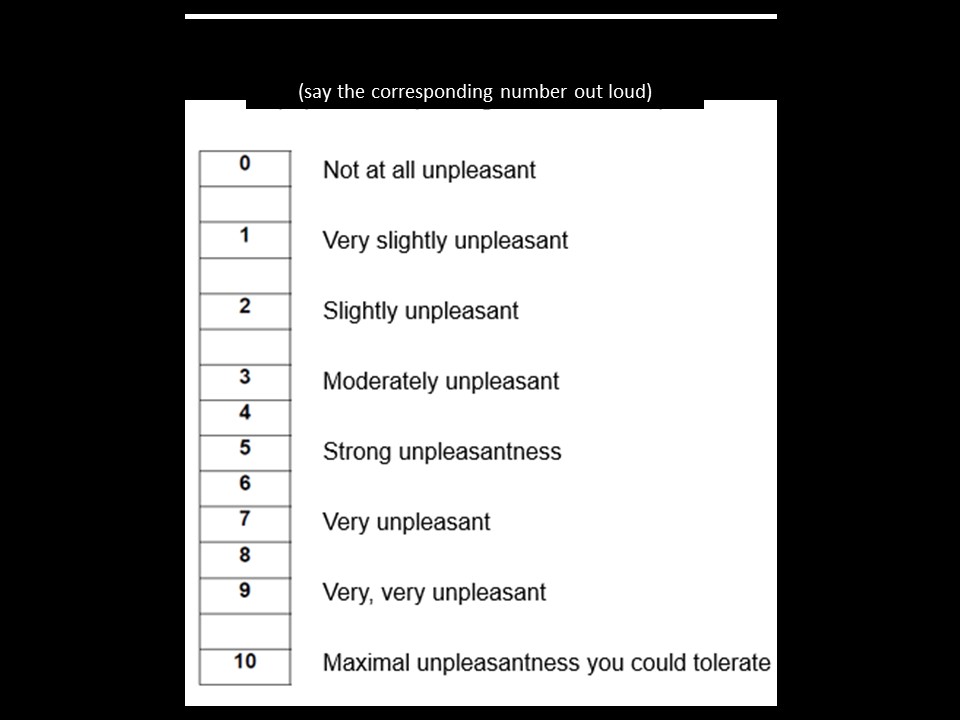 (say the corresponding number out loud)
0 Not at all unpleasant
1 Very slightly unpleasant
2 Slightly unpleasant
3 Moderately unpleasant
4
5 Strong unpleasantness
6
7 Very unpleasant
8
9 Very, very unpleasant
10 Maximal unpleasantness you could tolerate